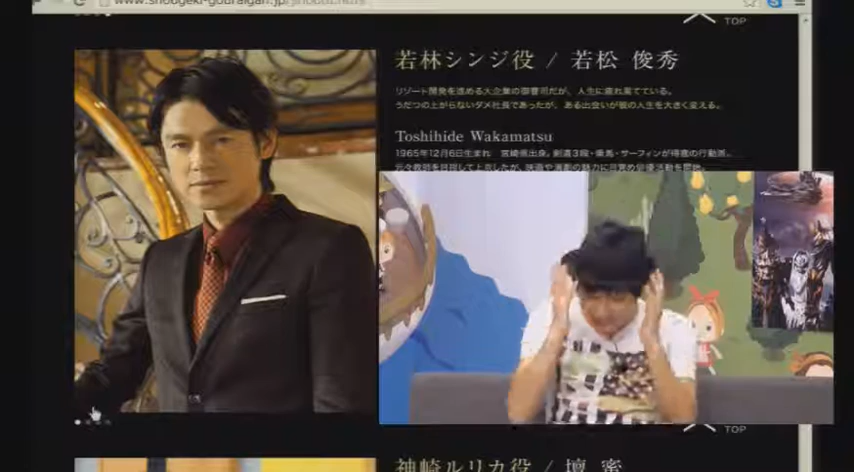 TOP
若林シンジ役 / 若松 俊秀
リゾート開発を進める大企業の御曹司だが、人生に疲れ果てている。
うだつの上がらないダメ社長であったが、ある出会いが彼の人生を大きく変える。
Toshihide Wakamatsu
1965年12月6日生まれ 宮崎県出身。剣道3段・乗馬・サーフィンが得意の行動派。
TOP
神崎ルリカ役 / 壇 蜜